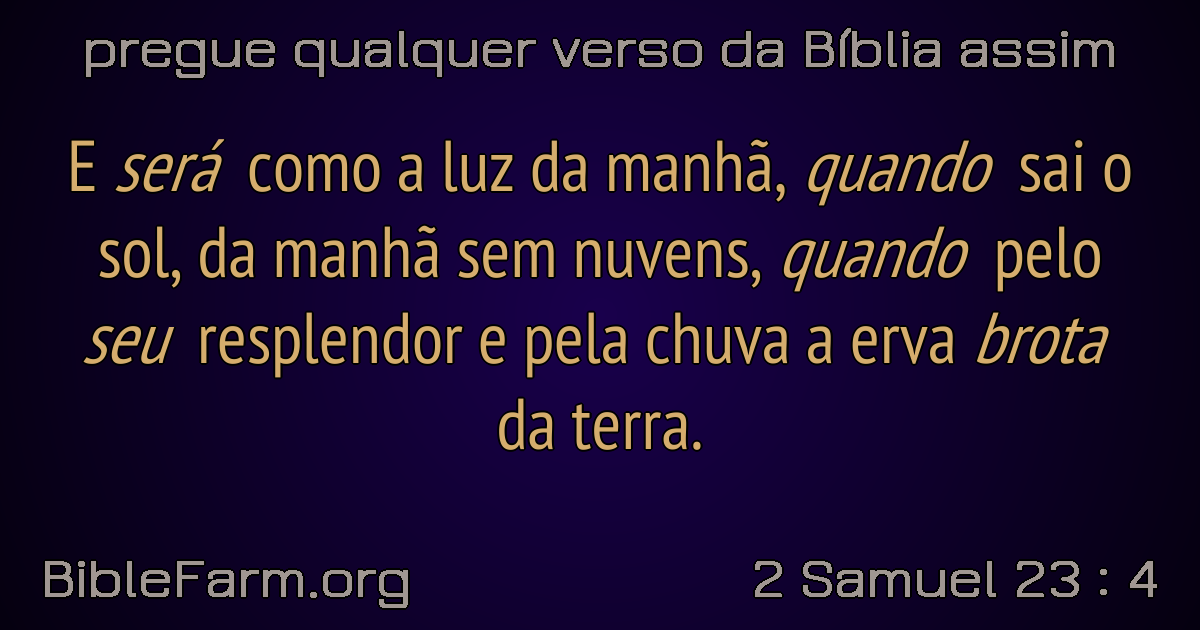 pregue qualquer verso da Bíblia assim
E será como a luz da manhã, quando sai o
sol, da manhã sem nuvens, quando pelo
seu resplendor e pela chuva a erva brota
da terra.
BibleFarm.org
2 Samuel 23 : 4